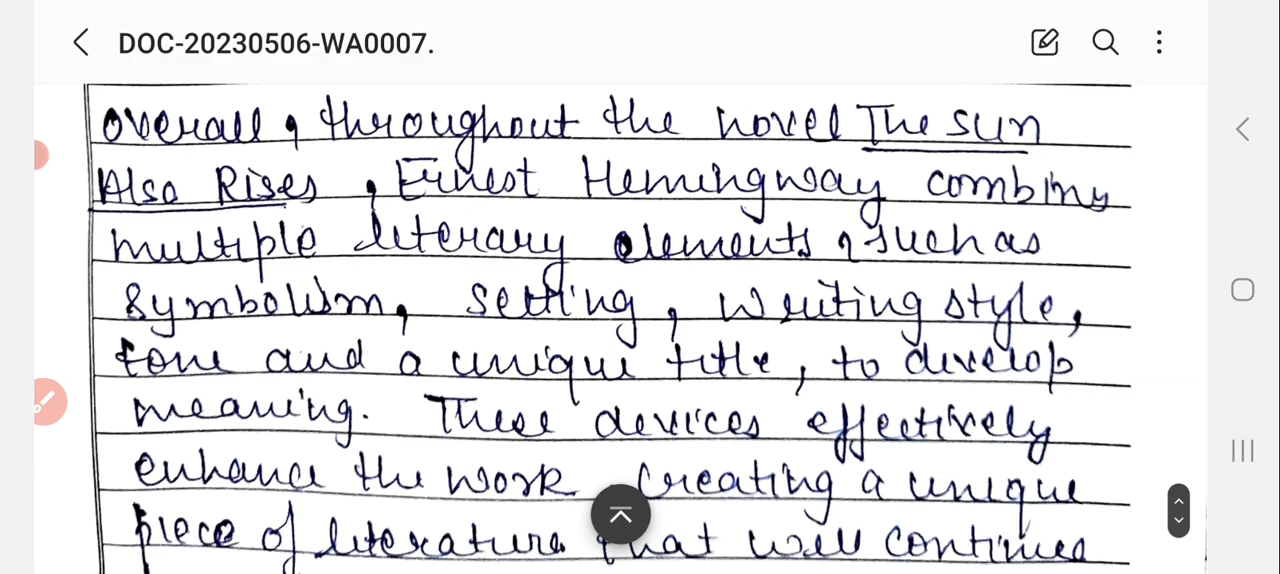 DOC-20230506-WA0007.
Overall, throughout the novel The sun
Also Rises, Ernest Hemingway combing
multiple literary elements, such as
symbolism, setting, writing style,
tone and a unique title, to develop
meaning. These devices effectively
enhance the work creating a unique
piece of literature that will continue